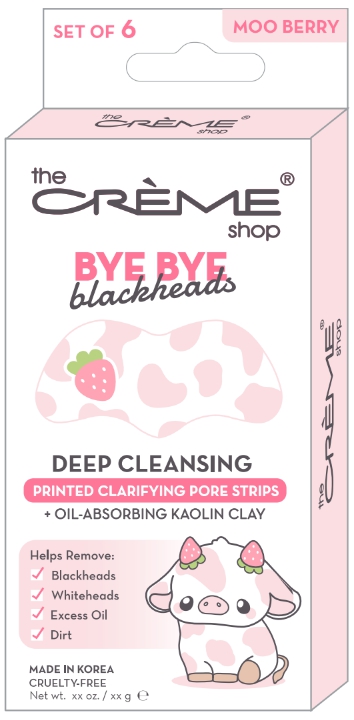 SET OF 6
MOO BERRY
the
CRÈME
shop
the
CRÈME®
shop
BYE BYE
blackheads
DEEP CLEANSING
PRINTED CLARIFYING PORE STRIPS
+ OIL-ABSORBING KAOLIN CLAY
Helps Remove:
Blackheads
Whiteheads
Excess Oil
Dirt
MADE IN KOREA
CRUELTY-FREE
Net wt. xx oz. / xx g ℮
the
CRÈME®
shop